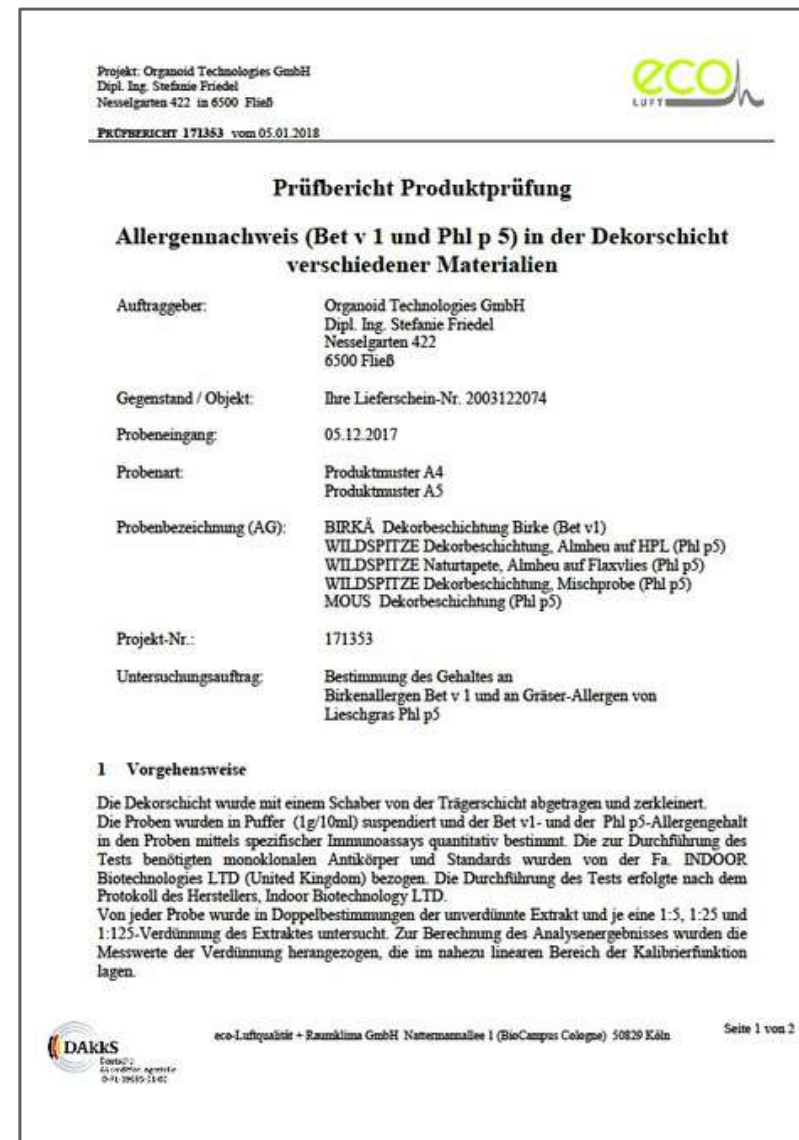 Projekt: Organoid Technologies GmbH
Dipl. Ing. Stefanie Friedel
Nesselgarten 422 in 6500 Fließ
eco
LUFT
PRÜFBERICHT 171353 vom 05.01.2018
Prüfbericht Produktprüfung
Allergennachweis (Bet v 1 und Phl p 5) in der Dekorschicht
verschiedener Materialien
Auftraggeber: Organoid Technologies GmbH
Dipl. Ing. Stefanie Friedel
Nesselgarten 422
6500 Fließ
Gegenstand / Objekt: Ihre Lieferschein-Nr. 2003122074
Probeneingang: 05.12.2017
Probenart: Produktmuster A4
Produktmuster A5
Probenbezeichnung (AG): BIRKÄ Dekorbeschichtung Birke (Bet v1)
WILDSPITZE Dekorbeschichtung, Almheu auf HPL (Phl p5)
WILDSPITZE Naturtapete, Almheu auf Flaxvlies (Phl p5)
WILDSPITZE Dekorbeschichtung, Mischprobe (Phl p5)
MOUS Dekorbeschichtung (Phl p5)
Projekt-Nr.: 171353
Untersuchungsauftrag: Bestimmung des Gehaltes an
Birkenallergen Bet v 1 und an Gräser-Allergen von
Lieschgras Phl p5
1 Vorgehensweise
Die Dekorschicht wurde mit einem Schaber von der Trägerschicht abgetragen und zerkleinert.
Die Proben wurden in Puffer (1g/10ml) suspendiert und der Bet v1- und der Phl p5-Allergengehalt
in den Proben mittels spezifischer Immunoassays quantitativ bestimmt. Die zur Durchführung des
Tests benötigten monoklonalen Antikörper und Standards wurden von der Fa. INDOOR
Biotechnologies LTD (United Kingdom) bezogen. Die Durchführung des Tests erfolgte nach dem
Protokoll des Herstellers, Indoor Biotechnology LTD.
Von jeder Probe wurde in Doppelbestimmungen der unverdünnte Extrakt und je eine 1:5, 1:25 und
1:125-Verdünnung des Extraktes untersucht. Zur Berechnung des Analysenergebnisses wurden die
Messwerte der Verdünnung herangezogen, die im nahezu linearen Bereich der Kalibrierfunktion
lagen.
eco-Luftqualität + Raumklima GmbH Nattermannallee 1 (BioCampus Cologne) 50829 Köln
Seite 1 von 2
DAkkS
Deutsche